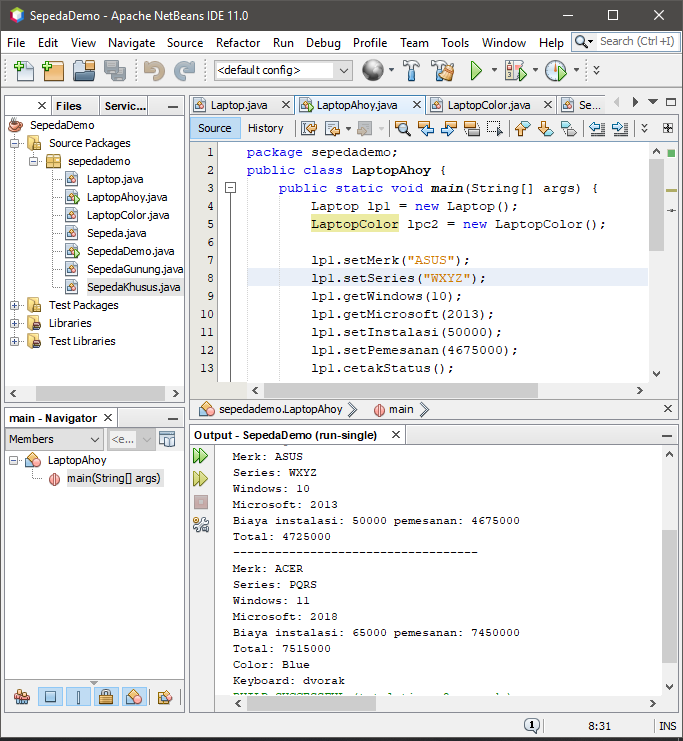 SepedaDemo - Apache NetBeans IDE 11.0
File Edit View Navigate Source Refactor Run Debug Profile Team Tools Window Help Search (Ctrl+I)
<default config>
Files Servic...
SepedaDemo
Source Packages
sepedademo
Laptop.java
LaptopAhoy.java
LaptopColor.java
Sepeda.java
SepedaDemo.java
SepedaGunung.java
SepedaKhusus.java
Test Packages
Libraries
Test Libraries
main - Navigator
Members <e...
LaptopAhoy
main(String[] args)
Laptop.java LaptopAhoy.java LaptopColor.java Se...
Source History
1 package sepedademo;
2 public class LaptopAhoy {
3 public static void main(String[] args) {
4 Laptop lp1 = new Laptop();
5 LaptopColor lpc2 = new LaptopColor();
6
7 lp1.setMerk("ASUS");
8 lp1.setSeries("WXYZ");
9 lp1.getWindows(10);
10 lp1.getMicrosoft(2013);
11 lp1.setInstalasi(50000);
12 lp1.setPemesanan(4675000);
13 lp1.cetakStatus();
sepedademo.LaptopAhoy main
Output - SepedaDemo (run-single)
Merk: ASUS
Series: WXYZ
Windows: 10
Microsoft: 2013
Biaya instalasi: 50000 pemesanan: 4675000
Total: 4725000
-----------------------------------
Merk: ACER
Series: PQRS
Windows: 11
Microsoft: 2018
Biaya instalasi: 65000 pemesanan: 7450000
Total: 7515000
Color: Blue
Keyboard: dvorak
1 8:31 INS